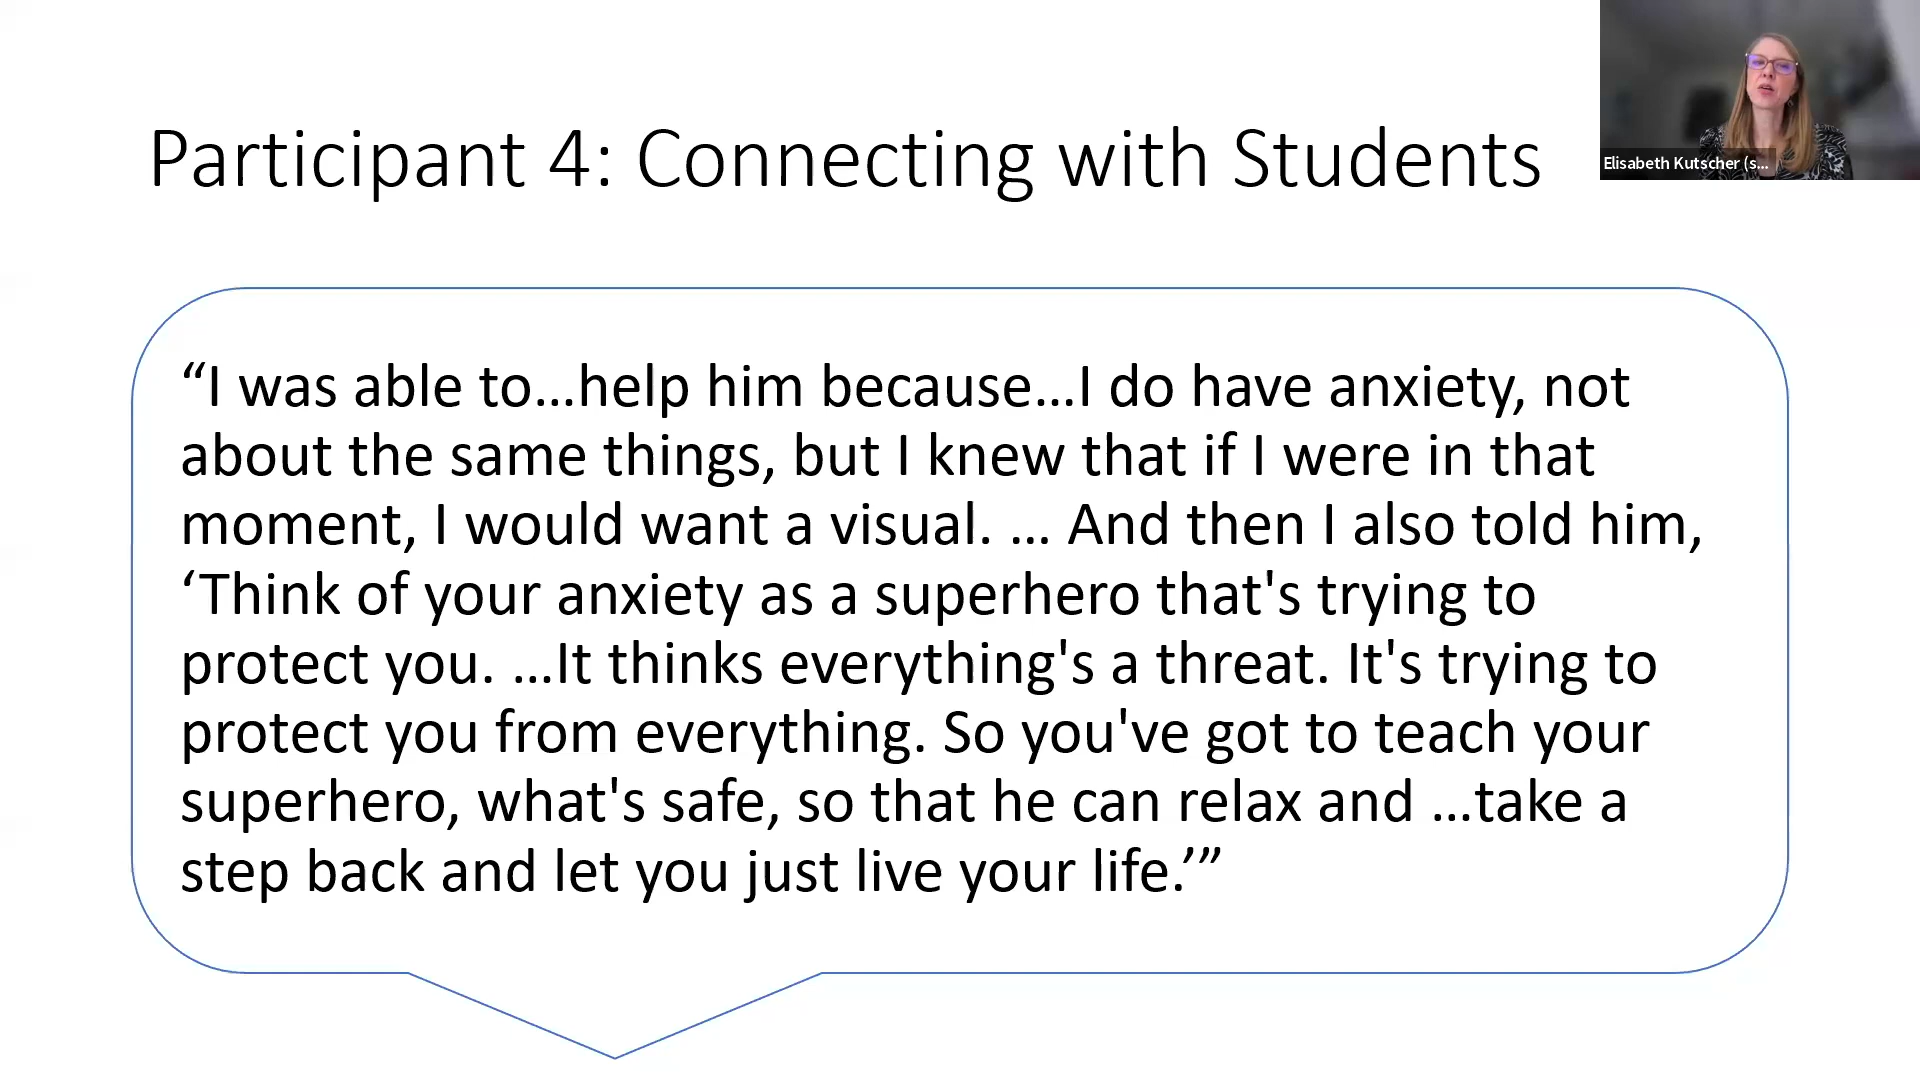 Participant 4: Connecting with Students
Elisabeth Kutscher (s...
“I was able to…help him because…I do have anxiety, not
about the same things, but I knew that if I were in that
moment, I would want a visual. … And then I also told him,
‘Think of your anxiety as a superhero that's trying to
protect you. …It thinks everything's a threat. It's trying to
protect you from everything. So you've got to teach your
superhero, what's safe, so that he can relax and …take a
step back and let you just live your life.’”